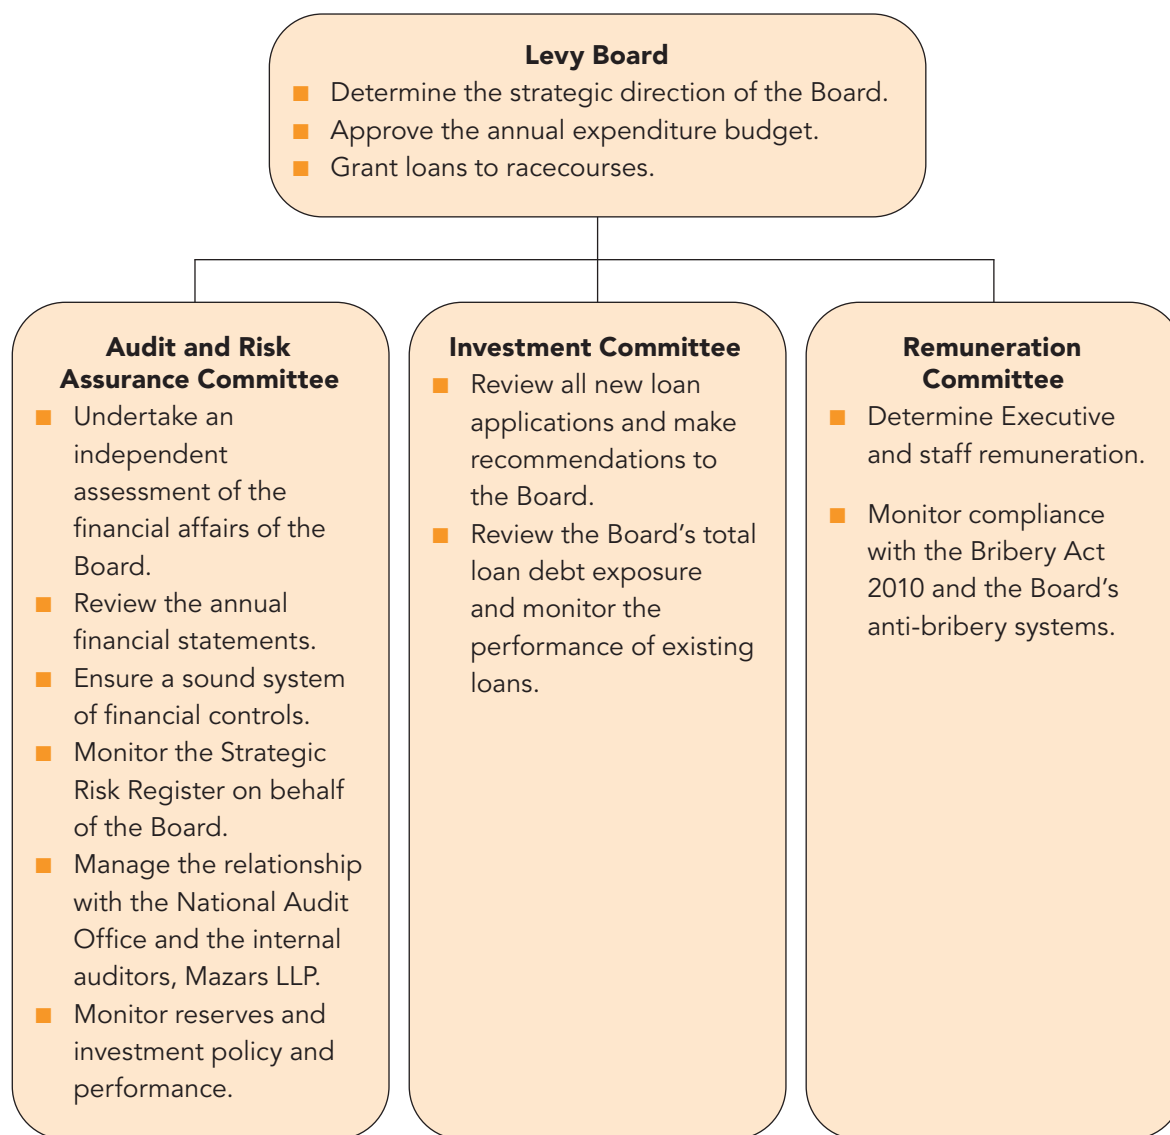 Levy Board
■ Determine the strategic direction of the Board.
■ Approve the annual expenditure budget.
■ Grant loans to racecourses.
Audit and Risk
Assurance Committee
■ Undertake an
independent
assessment of the
financial affairs of the
Board.
■ Review the annual
financial statements.
■ Ensure a sound system
of financial controls.
■ Monitor the Strategic
Risk Register on behalf
of the Board.
■ Manage the relationship
with the National Audit
Office and the internal
auditors, Mazars LLP.
■ Monitor reserves and
investment policy and
performance.
Investment Committee
■ Review all new loan
applications and make
recommendations to
the Board.
■ Review the Board’s total
loan debt exposure
and monitor the
performance of existing
loans.
Remuneration
Committee
■ Determine Executive
and staff remuneration.
■ Monitor compliance
with the Bribery Act
2010 and the Board’s
anti-bribery systems.